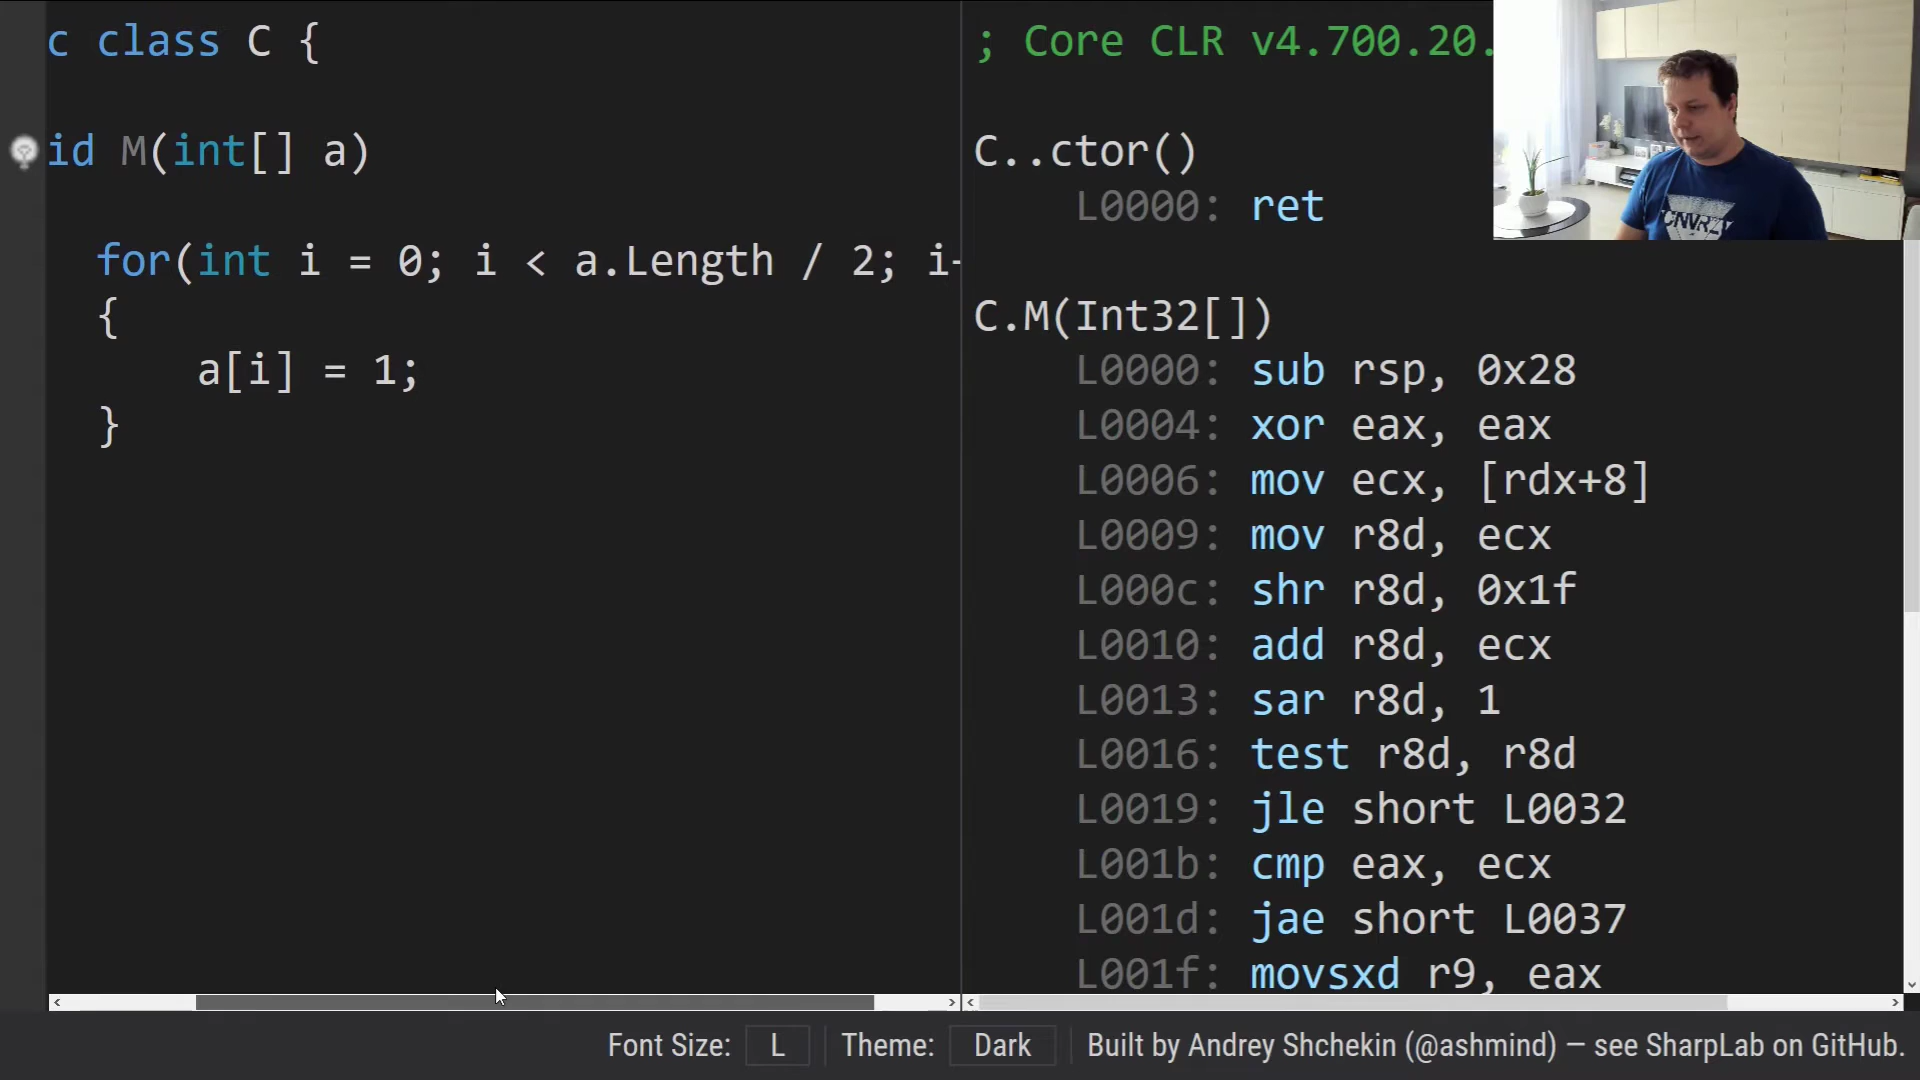 c class C {
id M(int[] a)
for(int i = 0; i < a.Length / 2; i
{
a[i] = 1;
}
; Core CLR v4.700.20.
C..ctor()
L0000: ret
C.M(Int32[])
L0000: sub rsp, 0x28
L0004: xor eax, eax
L0006: mov ecx, [rdx+8]
L0009: mov r8d, ecx
L000c: shr r8d, 0x1f
L0010: add r8d, ecx
L0013: sar r8d, 1
L0016: test r8d, r8d
L0019: jle short L0032
L001b: cmp eax, ecx
L001d: jae short L0037
L001f: movsxd r9, eax
CNVRZ
Font Size: L Theme: Dark Built by Andrey Shchekin (@ashmind) — see SharpLab on GitHub.